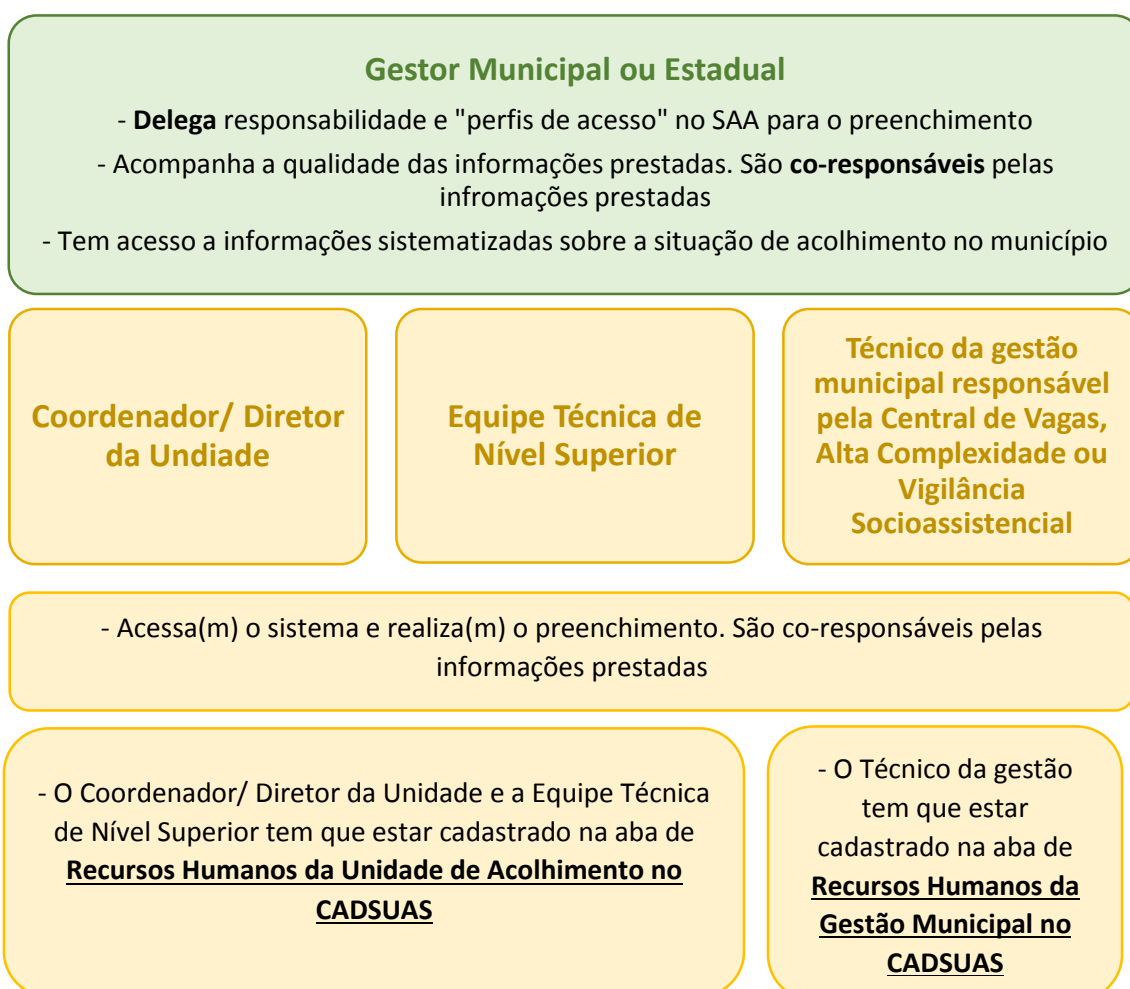 Gestor Municipal ou Estadual
- Delega responsabilidade e "perfis de acesso" no SAA para o preenchimento
- Acompanha a qualidade das informações prestadas. São co-responsáveis pelas
infromações prestadas
- Tem acesso a informações sistematizadas sobre a situação de acolhimento no município
Coordenador/ Diretor
da Undiade
Equipe Técnica de
Nível Superior
Técnico da gestão
municipal responsável
pela Central de Vagas,
Alta Complexidade ou
Vigilância
Socioassistencial
- Acessa(m) o sistema e realiza(m) o preenchimento. São co-responsáveis pelas
informações prestadas
- O Coordenador/ Diretor da Unidade e a Equipe Técnica
de Nível Superior tem que estar cadastrado na aba de
Recursos Humanos da Unidade de Acolhimento no
CADSUAS
- O Técnico da gestão
tem que estar
cadastrado na aba de
Recursos Humanos da
Gestão Municipal no
CADSUAS